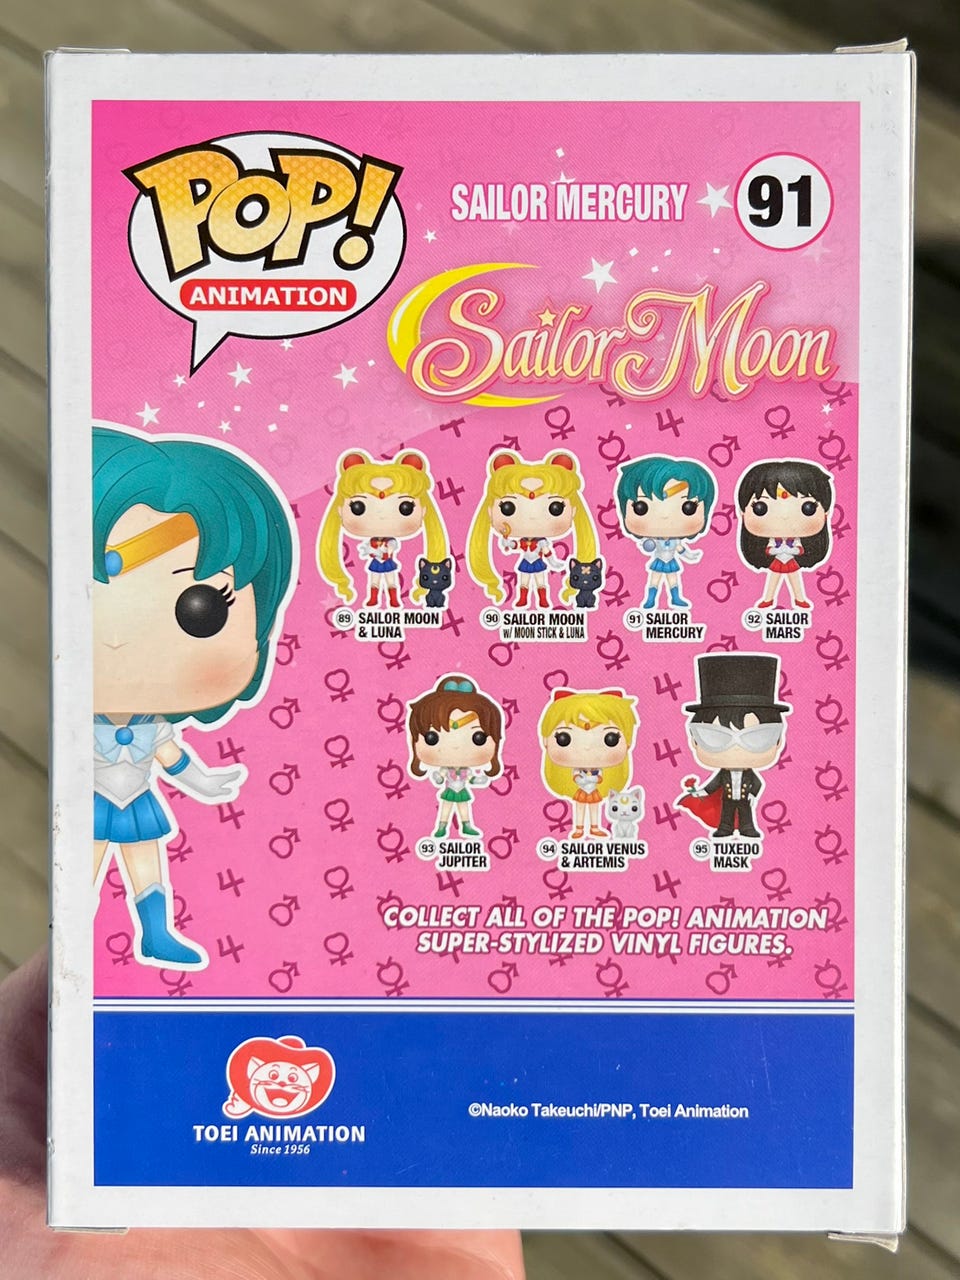 POP!
ANIMATION
SAILOR MERCURY
91
Sailor Moon
89 SAILOR MOON
& LUNA
90 SAILOR MOON
W/ MOON STICK & LUNA
91 SAILOR
MERCURY
92 SAILOR
MARS
93 SAILOR
JUPITER
94 SAILOR VENUS
& ARTEMIS
95 TUXEDO
MASK
COLLECT ALL OF THE POP! ANIMATION
SUPER-STYLIZED VINYL FIGURES.
TOEI ANIMATION
Since 1956
©Naoko Takeuchi/PNP, Toei Animation